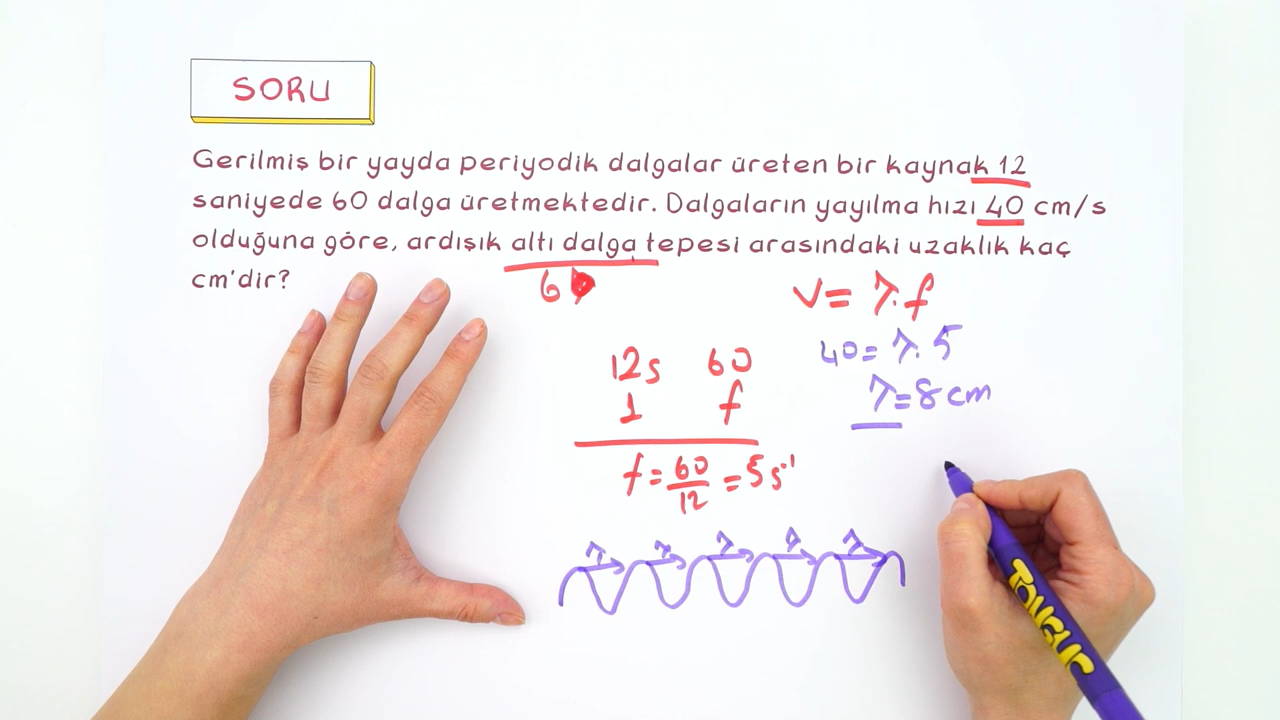 SORU
Gerilmiş bir yayda periyodik dalgalar üreten bir kaynak 12
saniyede 60 dalga üretmektedir. Dalgaların yayılma hızı 40 cm/s
olduğuna göre, ardışık altı dalga tepesi arasındaki uzaklık kaç
cm'dir?
6
v = λ.f
12s 60
40 = λ.5
1 f
λ = 8 cm
f = 60/12 = 5 s⁻¹
λ λ λ λ λ
TONGUÇ